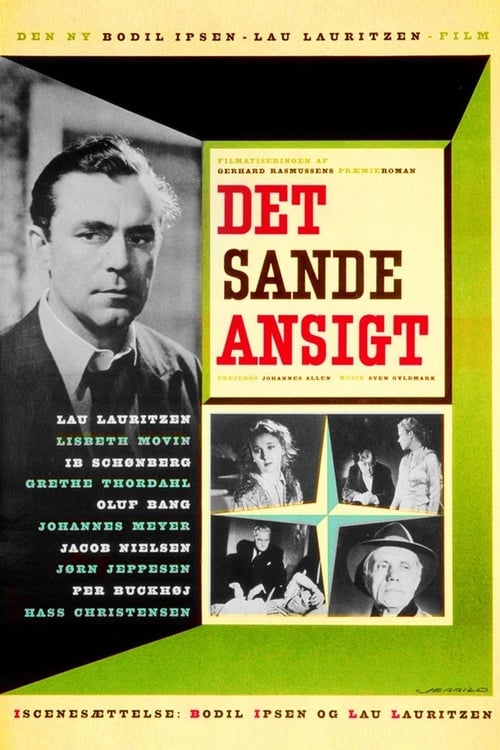 DEN NY BODIL IPSEN - LAU LAURITZEN - FILM
FILMATISERINGEN AF
GERHARD RASMUSSENS PRÆMIEROMAN
DET
SANDE
ANSIGT
DREJEBOG JOHANNES ALLEN MUSIK SVEN GYLDMARK
LAU LAURITZEN
LISBETH MOVIN
IB SCHØNBERG
GRETHE THORDAHL
OLUF BANG
JOHANNES MEYER
JACOB NIELSEN
JØRN JEPPESEN
PER BUCKHØJ
HASS CHRISTENSEN
JERRILD
ISCENESÆTTELSE: BODIL IPSEN OG LAU LAURITZEN